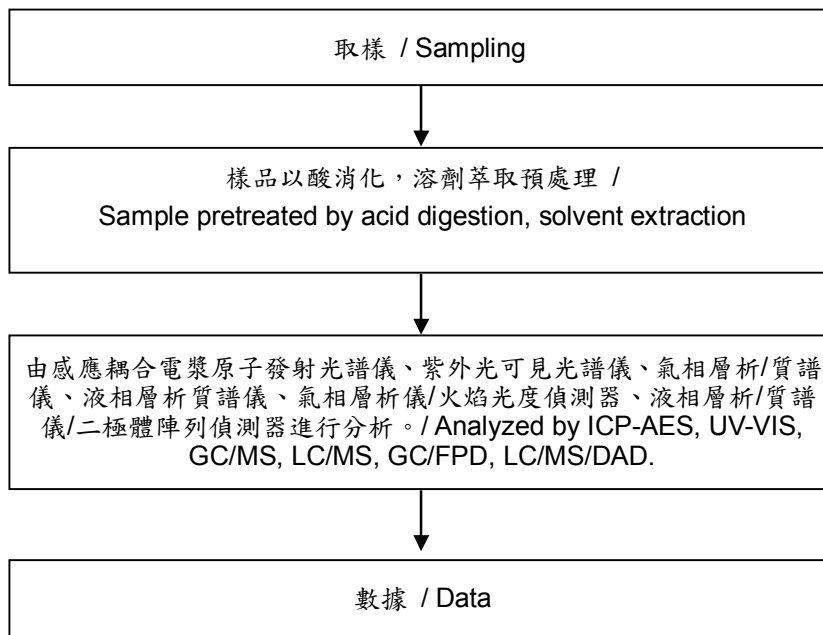 取樣 / Sampling
樣品以酸消化，溶劑萃取預處理 /
Sample pretreated by acid digestion, solvent extraction
由感應耦合電漿原子發射光譜儀、紫外光可見光譜儀、氣相層析/質譜
儀、液相層析質譜儀、氣相層析儀/火焰光度偵測器、液相層析/質譜
儀/二極體陣列偵測器進行分析。/ Analyzed by ICP-AES, UV-VIS,
GC/MS, LC/MS, GC/FPD, LC/MS/DAD.
數據 / Data